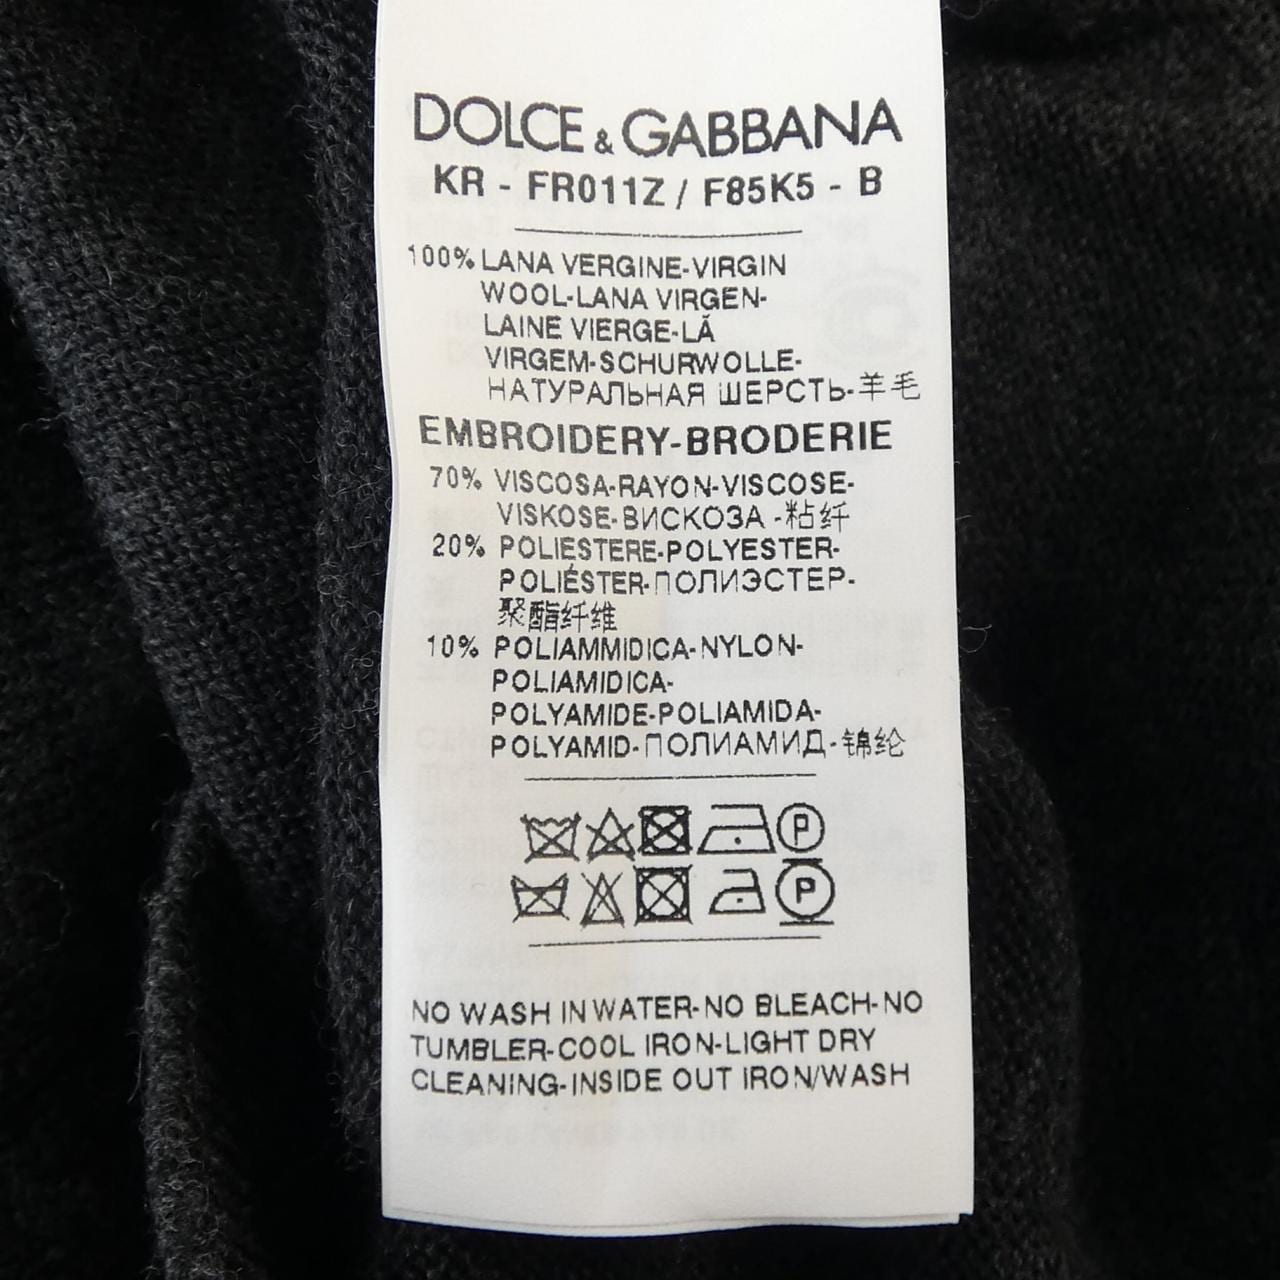 DOLCE & GABBANA
KR - FR011Z / F85K5 - B
100% LANA VERGINE-VIRGIN
WOOL-LANA VIRGEN-
LAINE VIERGE-LÃ
VIRGEM-SCHURWOLLE-
НАТУРАЛЬНАЯ ШЕРСТЬ-羊毛
EMBROIDERY-BRODERIE
70% VISCOSA-RAYON-VISCOSE-
VISKOSE-ВИСКОЗА -粘纤
20% POLIESTERE-POLYESTER-
POLIÉSTER-ПОЛИЭСТЕР-
聚酯纤维
10% POLIAMMIDICA-NYLON-
POLIAMIDICA-
POLYAMIDE-POLIAMIDA-
POLYAMID-ПОЛИАМИД-锦纶
P
P
NO WASH IN WATER-NO BLEACH-NO
TUMBLER-COOL IRON-LIGHT DRY
CLEANING-INSIDE OUT IRON/WASH